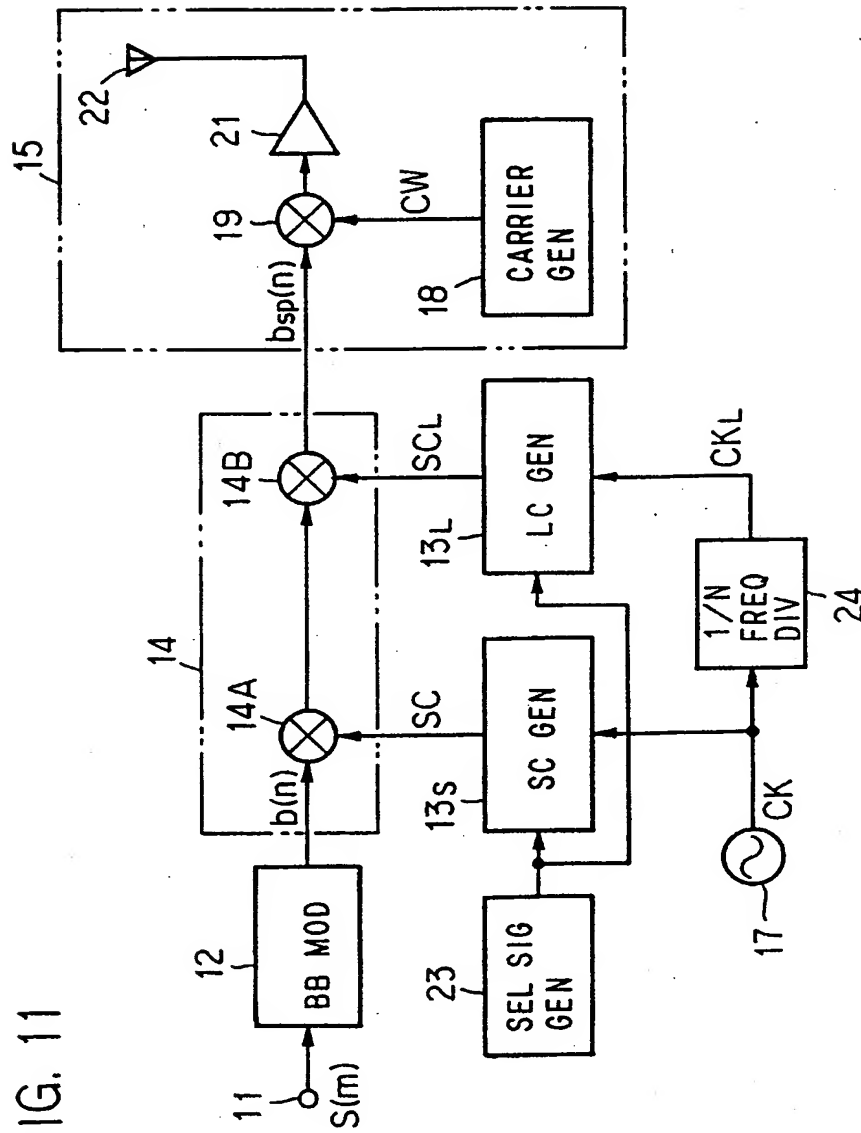 IG. 11
11
S(m)
12
BB MOD
b(n)
14
14A
14B
bsp(n)
15
19
21
22
CW
18
CARRIER
GEN
SC
SCL
13S
SC GEN
13L
LC GEN
23
SEL SIG
GEN
17
CK
1/N
FREQ
DIV
24
CKL